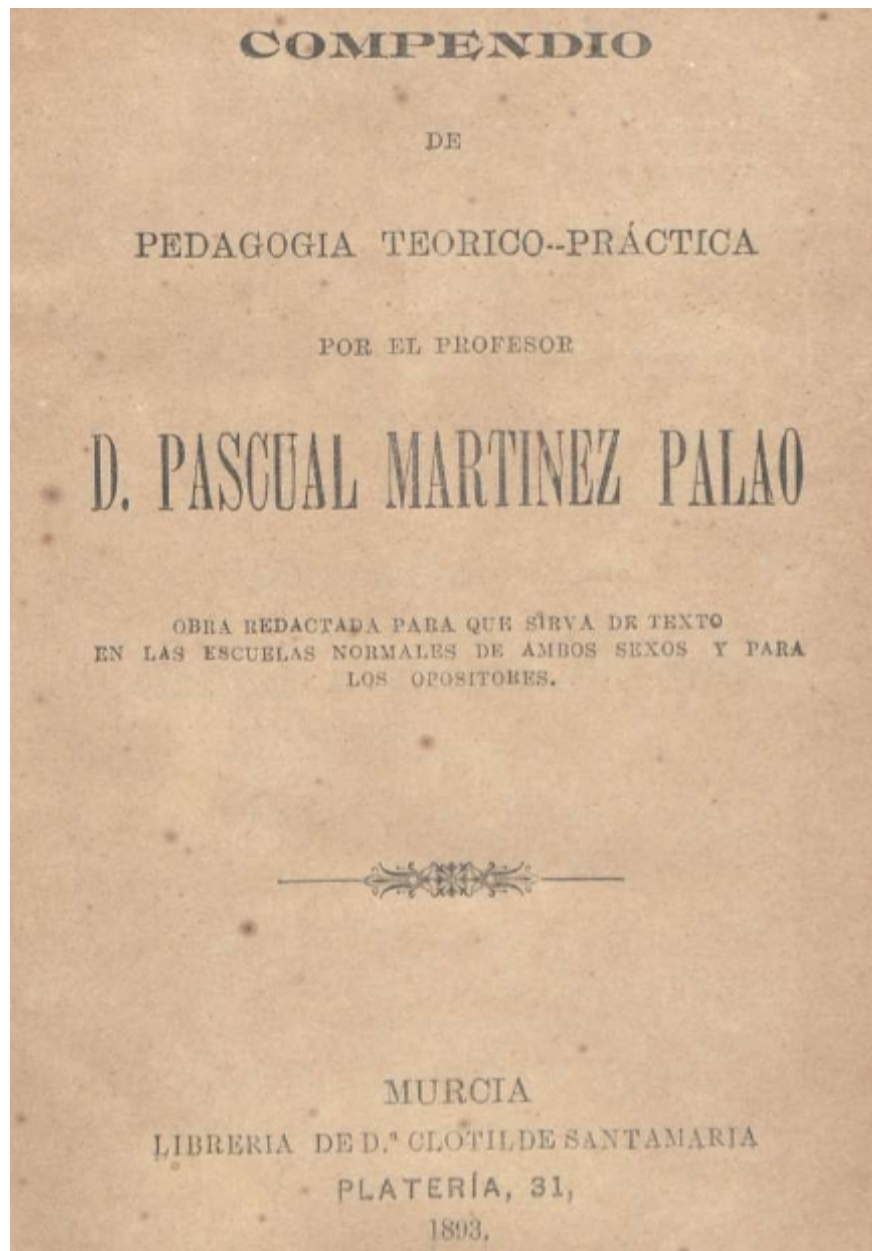 COMPENDIO
DE
PEDAGOGIA TEORICO--PRÁCTICA
POR EL PROFESOR
D. PASCUAL MARTINEZ PALAO
OBRA REDACTADA PARA QUE SIRVA DE TEXTO
EN LAS ESCUELAS NORMALES DE AMBOS SEXOS Y PARA
LOS OPOSITORES.
MURCIA
LIBRERIA DE D.ª CLOTILDE SANTAMARIA
PLATERÍA, 31,
1893.